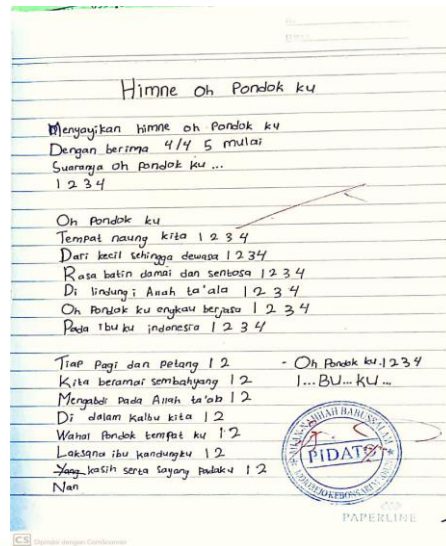 Himne oh Pondok ku
Menyayikan himne oh Pondok ku
Dengan berima 4/4 5 mulai
Suaranya oh Pondok ku ...
1 2 3 4
Oh Pondok ku
Tempat naung kita 1 2 3 4
Dari kecil sehingga dewasa 1 2 3 4
Rasa batin damai dan sentosa 1 2 3 4
Di lindungi Allah ta'ala 1 2 3 4
Oh Pondok ku engkau berjasa 1 2 3 4
Pada Ibu ku indonesia 1 2 3 4
Tiap Pagi dan petang 1 2
Kita beramai sembahyang 1 2
Mengabdi Pada Allah ta'ala 1 2
Di dalam Kalbu kita 1 2
Wahai Pondok tempat ku 1 2
Laksana ibu kandungku 1 2
Yang kasih serta sayang padaku 1 2
Nan
- Oh Pondok ku.1 2 3 4
I... BU... KU...
PIDATO
PAPERLINE
CS Dipindai dengan CamScanner